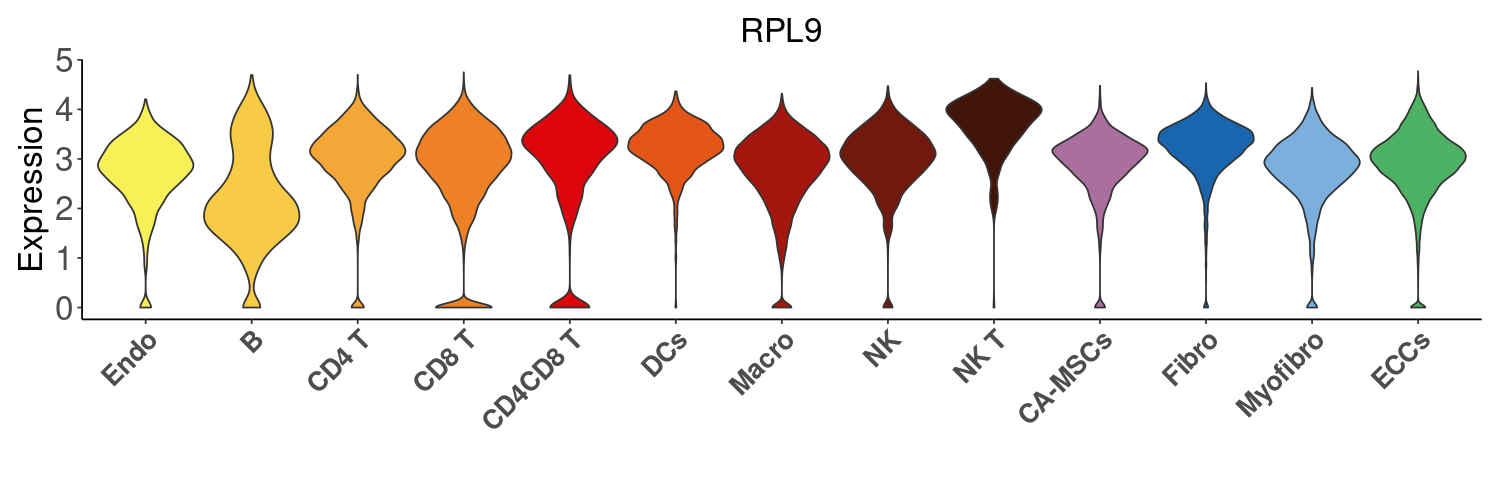 RPL9
Expression
5
4
3
2
1
0
Endo
B
CD4 T
CD8 T
CD4CD8 T
DCs
Macro
NK
NK T
CA-MSCs
Fibro
Myofibro
ECCs